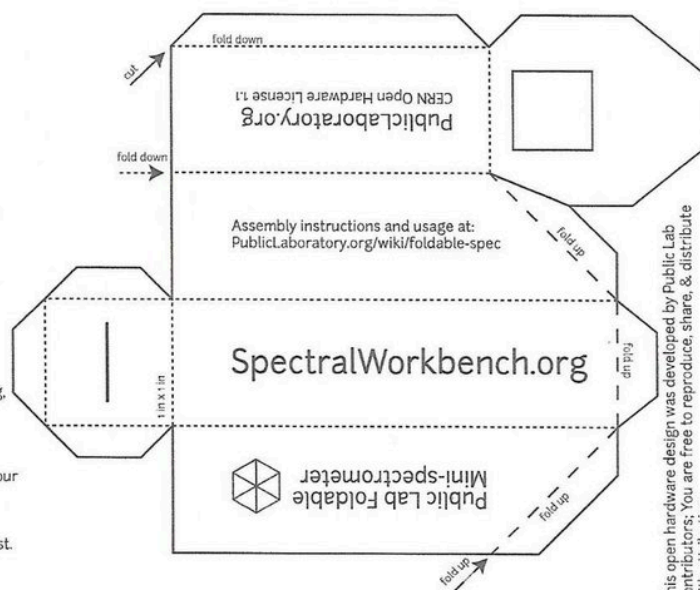 fold down
cut
PublicLaboratory.org
CERN Open Hardware License 1.1
fold down
Assembly instructions and usage at:
PublicLaboratory.org/wiki/foldable-spec
fold up
SpectralWorkbench.org
fold up
1 in x 1 in
Public Lab Foldable
Mini-spectrometer
fold up
fold up
his open hardware design was developed by Public Lab
ontributors; You are free to reproduce, share, & distribute
g,
our
st.